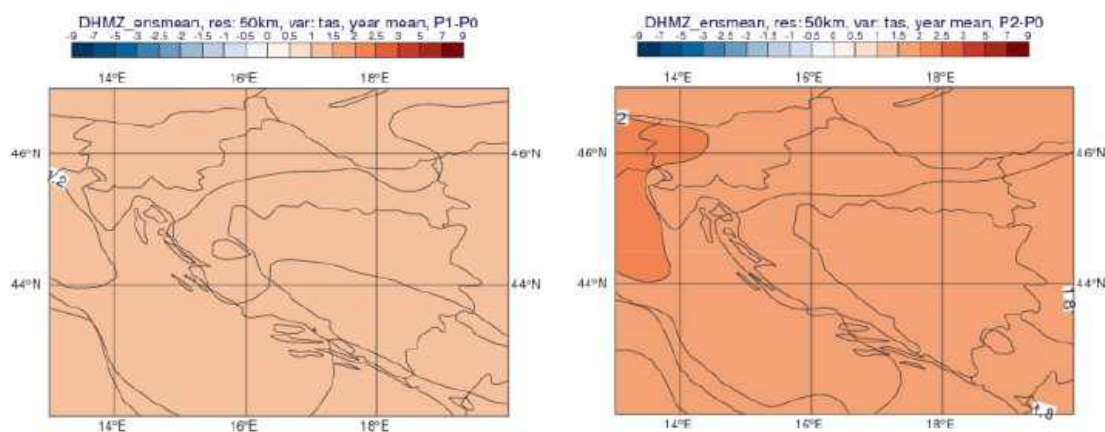 DHMZ_ensmean, res: 50km, var: tas, year mean, P1-P0
-9 -7 -5 -3 -2.5 -2 -1.5 -1 -0.5 0 0.5 1 1.5 2 2.5 3 5 7 9
14°E 16°E 18°E
46°N 46°N
44°N 44°N
14°E 16°E 18°E
DHMZ_ensmean, res: 50km, var: tas, year mean, P2-P0
-9 -7 -5 -3 -2.5 -2 -1.5 -1 -0.5 0 0.5 1 1.5 2 2.5 3 5 7 9
14°E 16°E 18°E
2
46°N
44°N
1.8
1.8
14°E 16°E 18°E